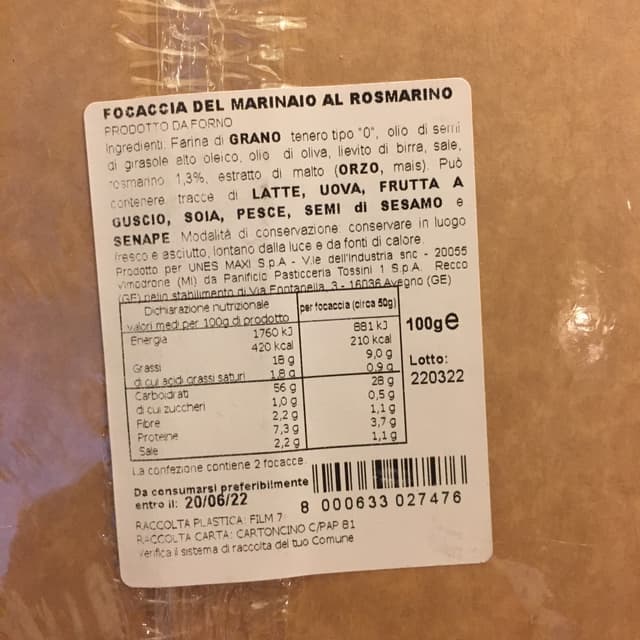 FOCACCIA DEL MARINAIO AL ROSMARINO
PRODOTTO DA FORNO
Ingredienti: Farina di GRANO tenero tipo "0", olio di semi
di girasole alto oleico, olio di oliva, lievito di birra, sale,
rosmarino 1,3%, estratto di malto (ORZO, mais). Può
contenere tracce di LATTE, UOVA, FRUTTA A
GUSCIO, SOIA, PESCE, SEMI di SESAMO e
SENAPE Modalità di conservazione: conservare in luogo
fresco e asciutto, lontano dalla luce e da fonti di calore.
Prodotto per UNES MAXI S.p.A - V.le dell'Industria snc - 20055
Vimodrone (MI) da Panificio Pasticceria Tossini 1 S.p.A. Recco
(GE) nello stabilimento di Via Fontanella, 3 - 16036 Avegno (GE)
Dichiarazione nutrizionale
valori medi per 100g di prodotto
per focaccia (circa 50g)
Energia 1760 kJ 881 kJ
420 kcal 210 kcal
Grassi 18 g 9,0 g
di cui acidi grassi saturi 1,8 g 0,9 g
Carboidrati 56 g 28 g
di cui zuccheri 1,0 g 0,5 g
Fibre 2,2 g 1,1 g
Proteine 7,3 g 3,7 g
Sale 2,2 g 1,1 g
100g e
Lotto:
220322
La confezione contiene 2 focacce
Da consumarsi preferibilmente
entro il: 20/06/22
8 000633 027476
RACCOLTA PLASTICA: FILM 7
RACCOLTA CARTA: CARTONCINO C/PAP 81
Verifica il sistema di raccolta del tuo Comune